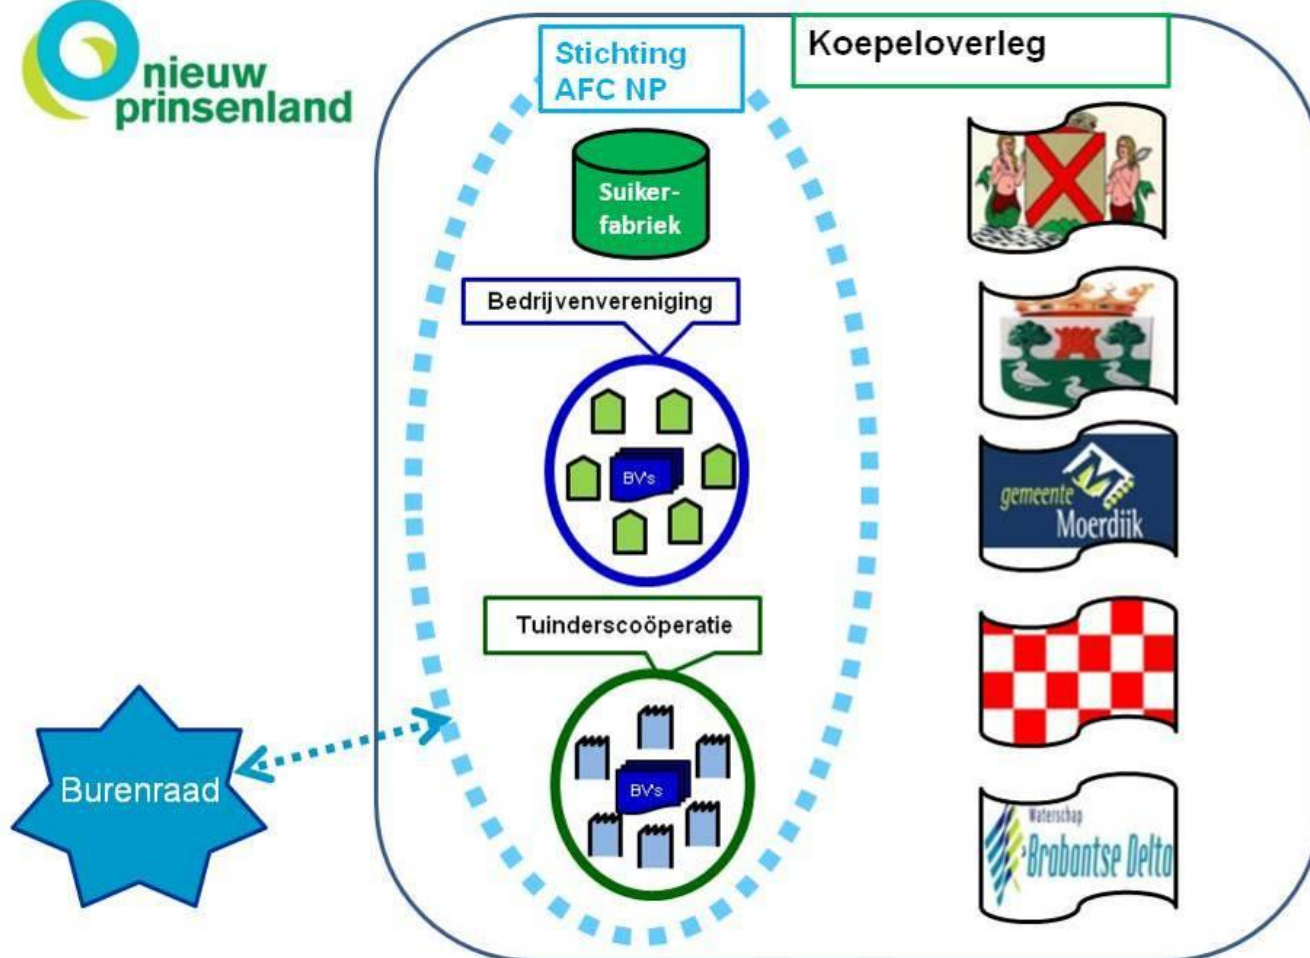 nieuw
prinsenland
Stichting
AFC NP
Koepeloverleg
Suiker-
fabriek
Bedrijvenvereniging
BV's
gemeente
Moerdijk
Tuinderscoöperatie
BV's
Burenraad
Waterschap
Brabantse Delta